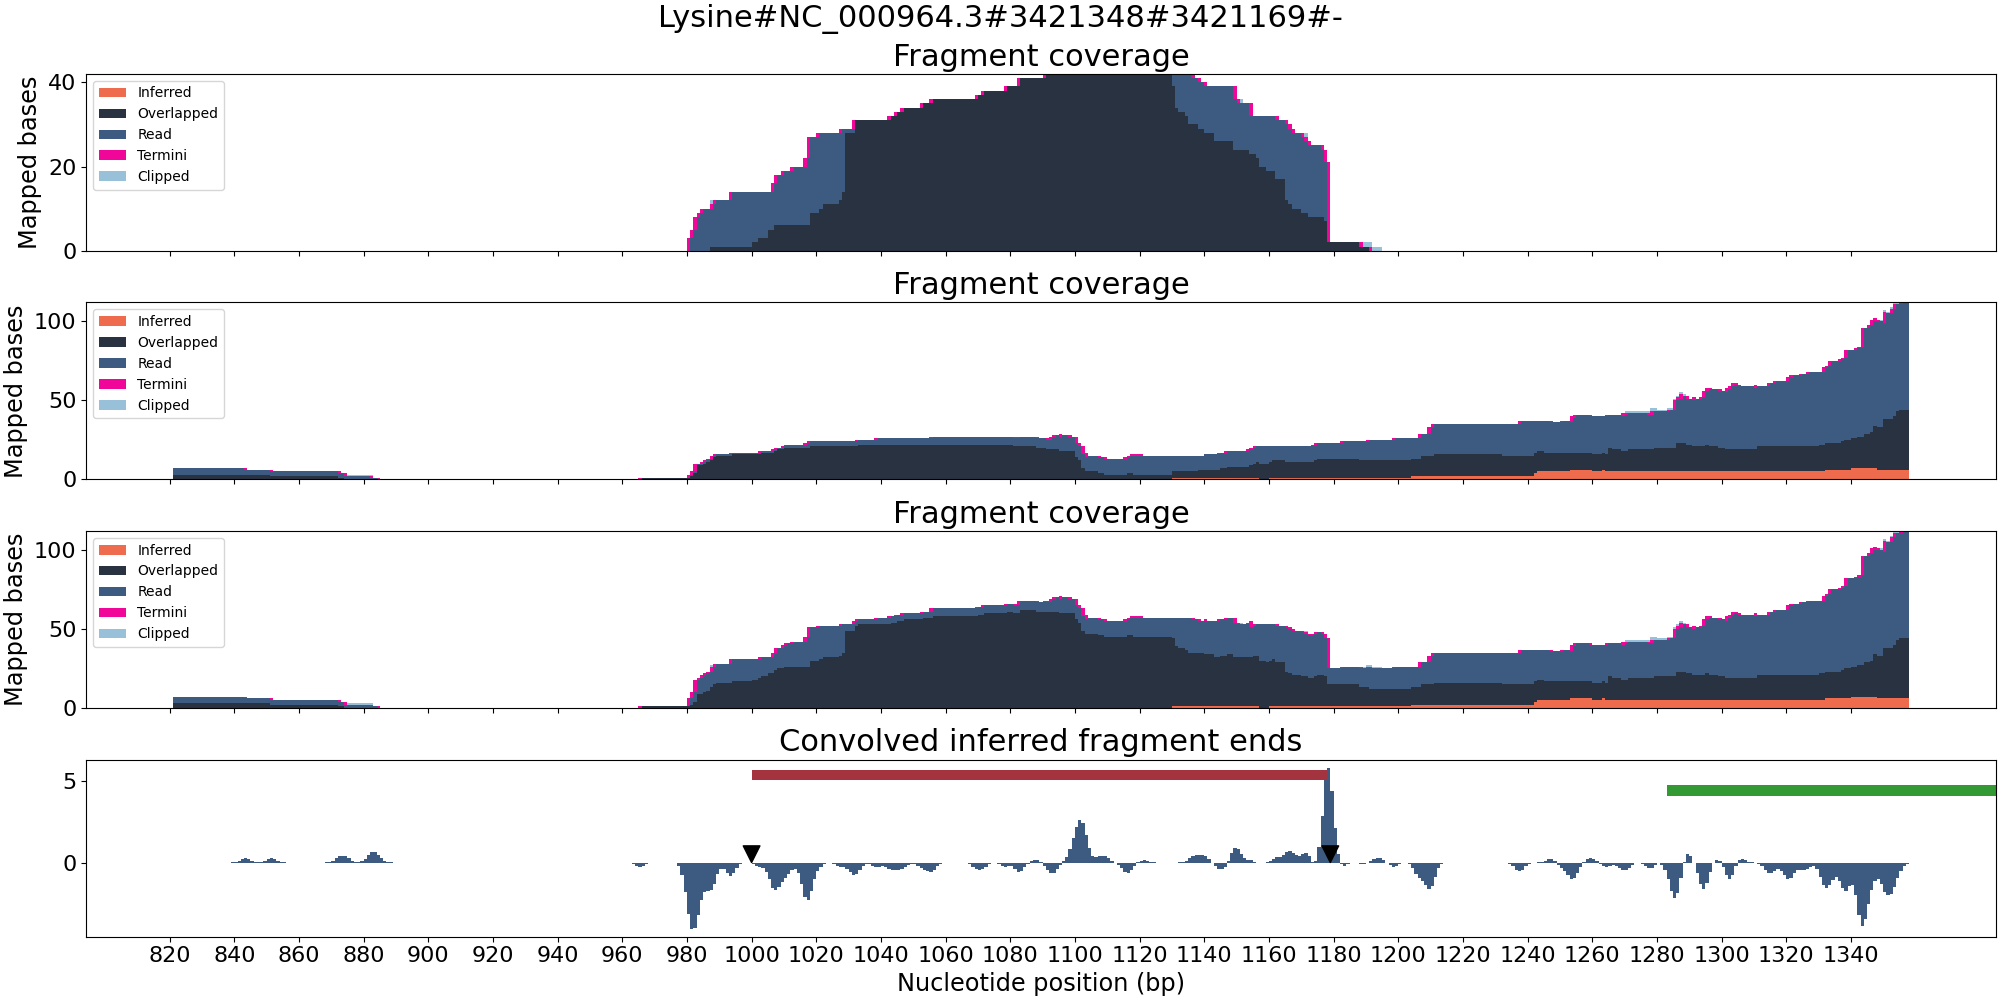 Lysine#NC_000964.3#3421348#3421169#-
Fragment coverage
Mapped bases
40
20
0
Inferred
Overlapped
Read
Termini
Clipped
Fragment coverage
Mapped bases
100
50
0
Inferred
Overlapped
Read
Termini
Clipped
Fragment coverage
Mapped bases
100
50
0
Inferred
Overlapped
Read
Termini
Clipped
Convolved inferred fragment ends
5
0
820 840 860 880 900 920 940 960 980 1000 1020 1040 1060 1080 1100 1120 1140 1160 1180 1200 1220 1240 1260 1280 1300 1320 1340
Nucleotide position (bp)